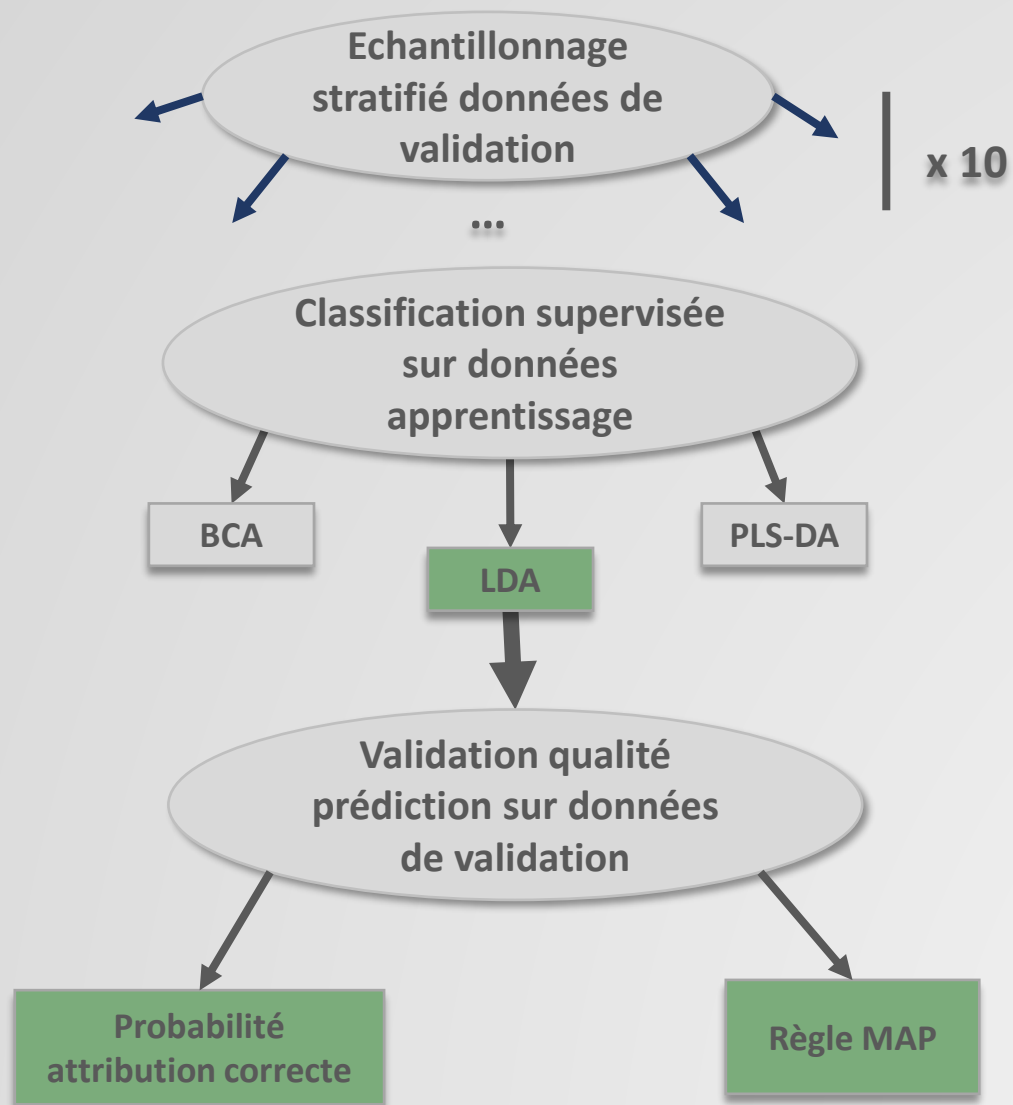 Echantillonnage
stratifié données de
validation
x 10
...
Classification supervisée
sur données
apprentissage
BCA
PLS-DA
LDA
Validation qualité
prédiction sur données
de validation
Probabilité
attribution correcte
Règle MAP